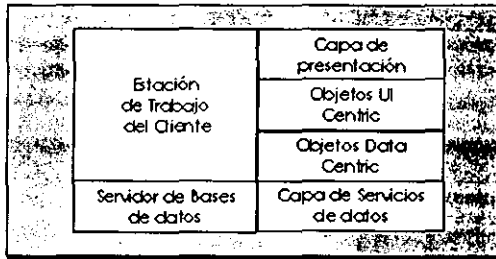 Estación
de Trabajo
del Cliente
Capa de
presentación
Objetos UI
Centric
Objetos Data
Centric
Servidor de Bases
de datos
Capa de Servicios
de datos